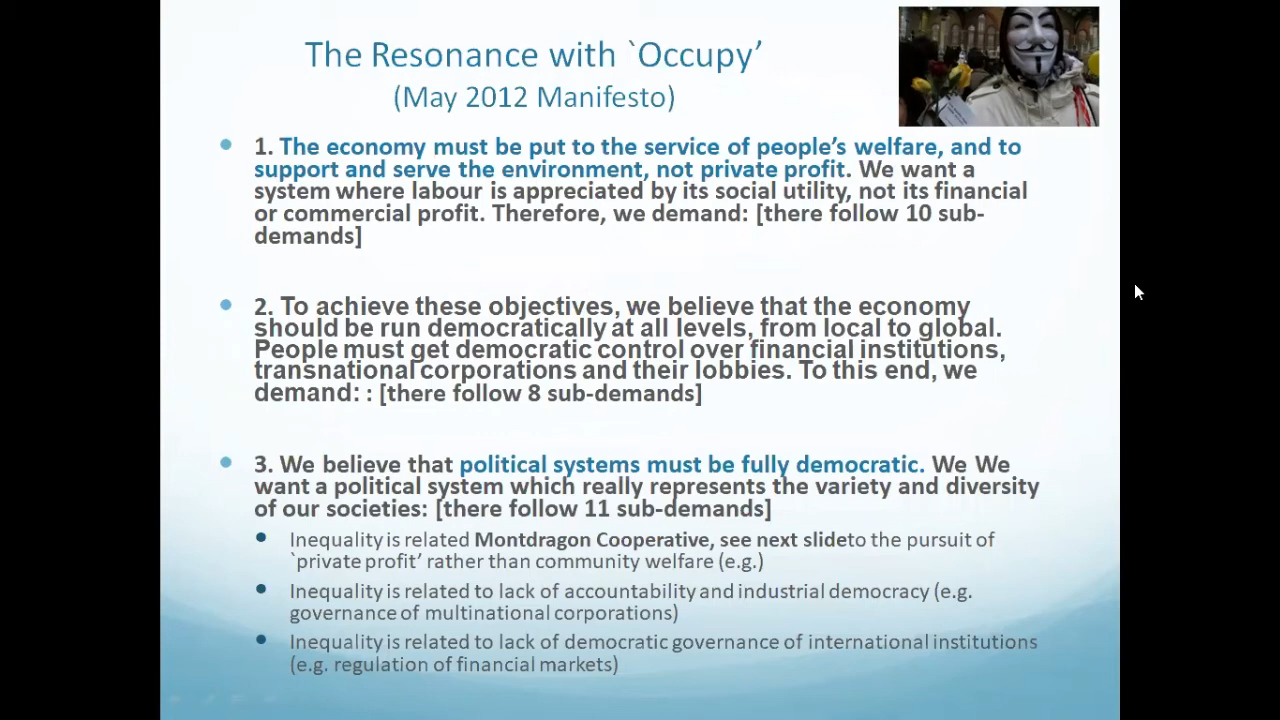 The Resonance with `Occupy’
(May 2012 Manifesto)
1. The economy must be put to the service of people’s welfare, and to
support and serve the environment, not private profit. We want a
system where labour is appreciated by its social utility, not its financial
or commercial profit. Therefore, we demand: [there follow 10 sub-
demands]
2. To achieve these objectives, we believe that the economy
should be run democratically at all levels, from local to global.
People must get democratic control over financial institutions,
transnational corporations and their lobbies. To this end, we
demand: : [there follow 8 sub-demands]
3. We believe that political systems must be fully democratic. We We
want a political system which really represents the variety and diversity
of our societies: [there follow 11 sub-demands]
Inequality is related Montdragon Cooperative, see next slideto the pursuit of
`private profit’ rather than community welfare (e.g.)
Inequality is related to lack of accountability and industrial democracy (e.g.
governance of multinational corporations)
Inequality is related to lack of democratic governance of international institutions
(e.g. regulation of financial markets)